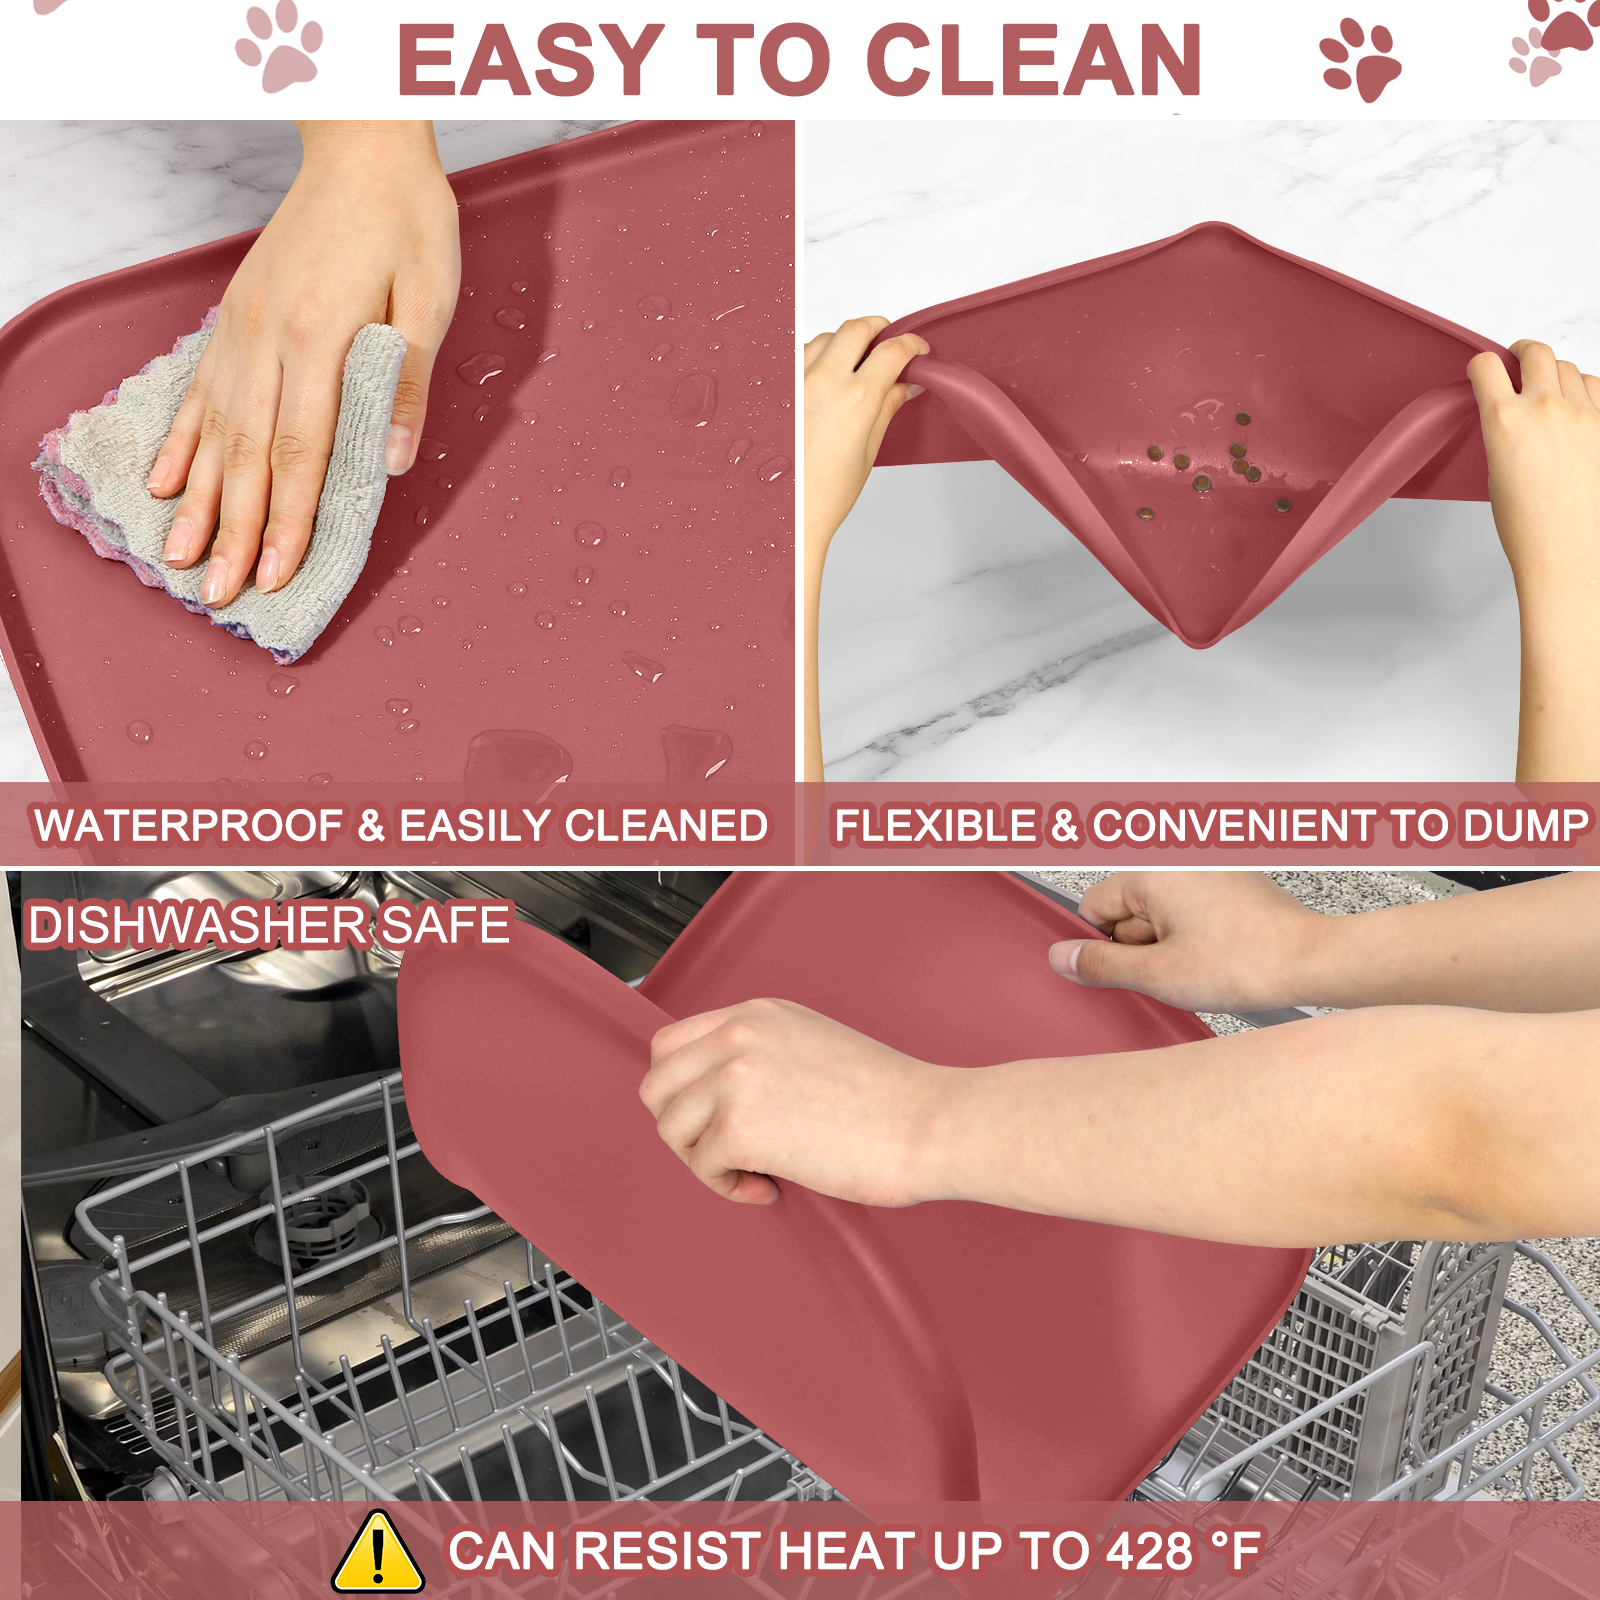 EASY TO CLEAN
WATERPROOF & EASILY CLEANED
FLEXIBLE & CONVENIENT TO DUMP
DISHWASHER SAFE
CAN RESIST HEAT UP TO 428 °F